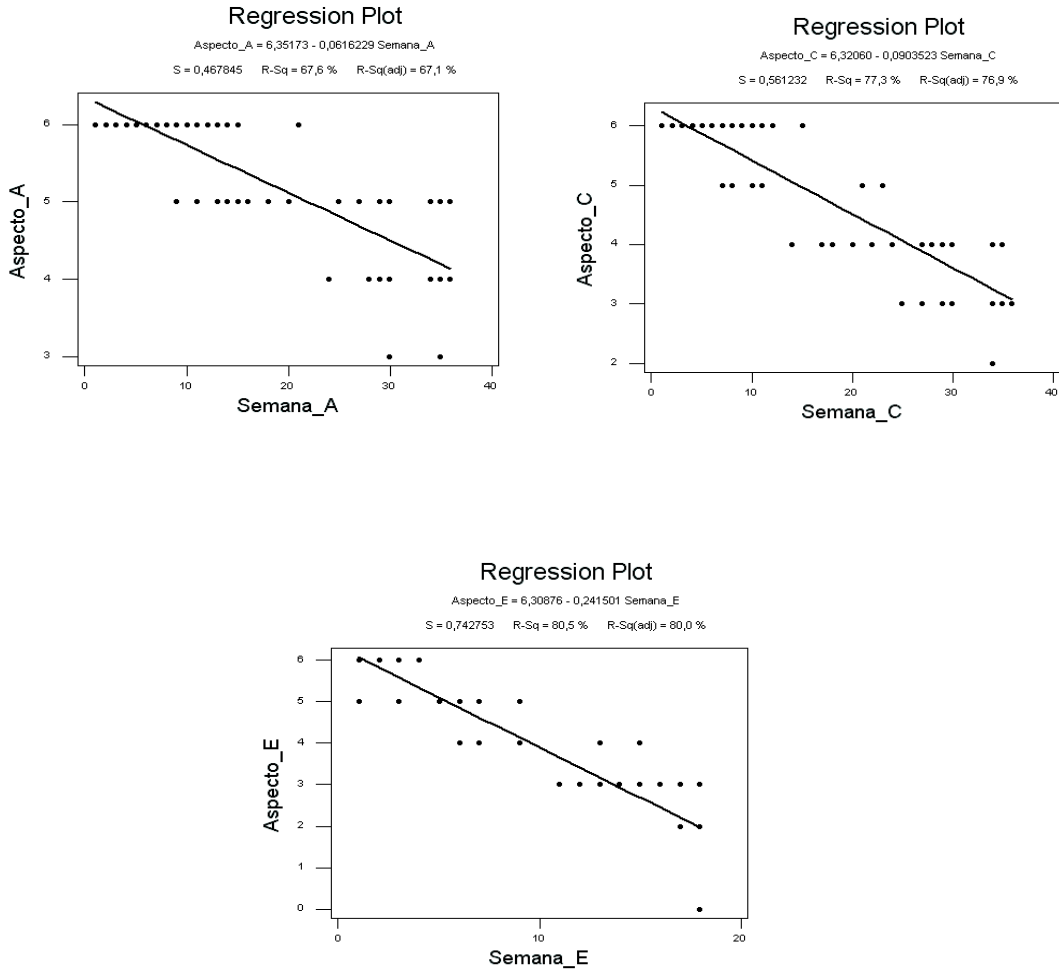 Regression Plot
Aspecto_A = 6,35173 - 0,0616229 Semana_A
S = 0,467845 R-Sq = 67,6 % R-Sq(adj) = 67,1 %
6
5
4
3
Aspecto_A
0 10 20 30 40
Semana_A
Regression Plot
Aspecto_C = 6,32060 - 0,0903523 Semana_C
S = 0,561232 R-Sq = 77,3 % R-Sq(adj) = 76,9 %
6
5
4
3
2
Aspecto_C
0 10 20 30 40
Semana_C
Regression Plot
Aspecto_E = 6,30876 - 0,241501 Semana_E
S = 0,742753 R-Sq = 80,5 % R-Sq(adj) = 80,0 %
6
5
4
3
2
1
0
Aspecto_E
0 10 20
Semana_E